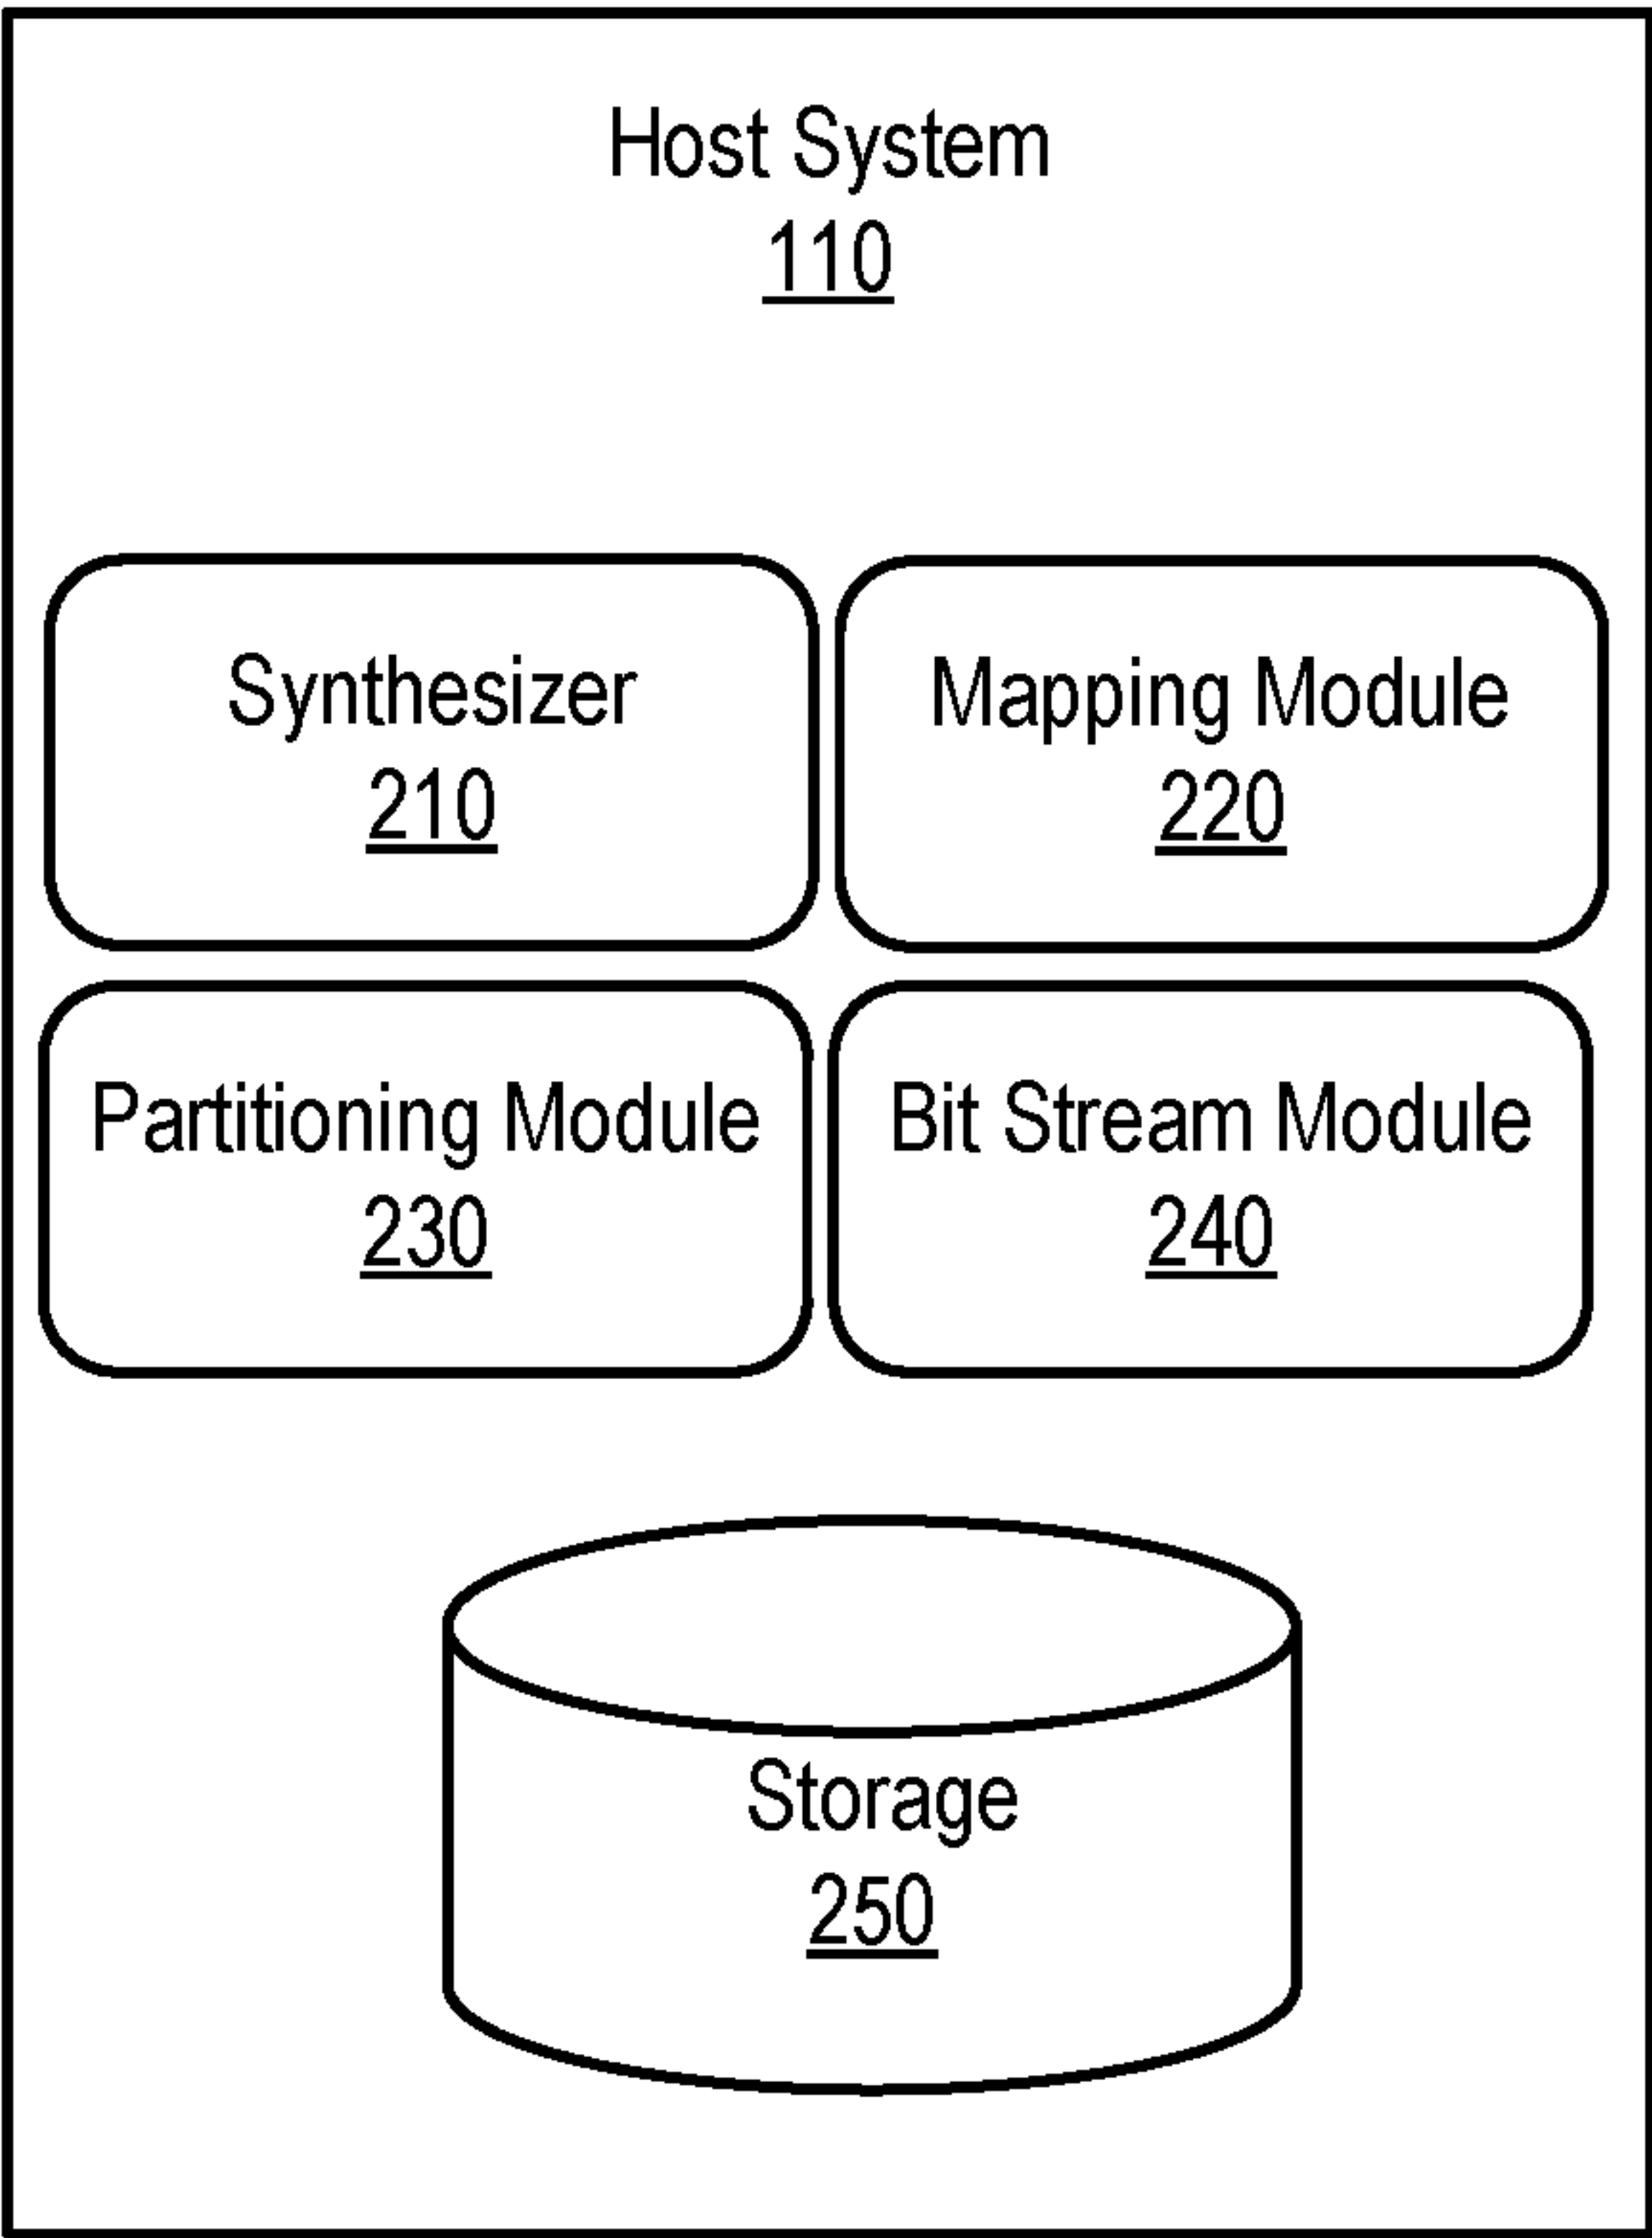 Host System
110
Synthesizer
210
Mapping Module
220
Partitioning Module
230
Bit Stream Module
240
Storage
250